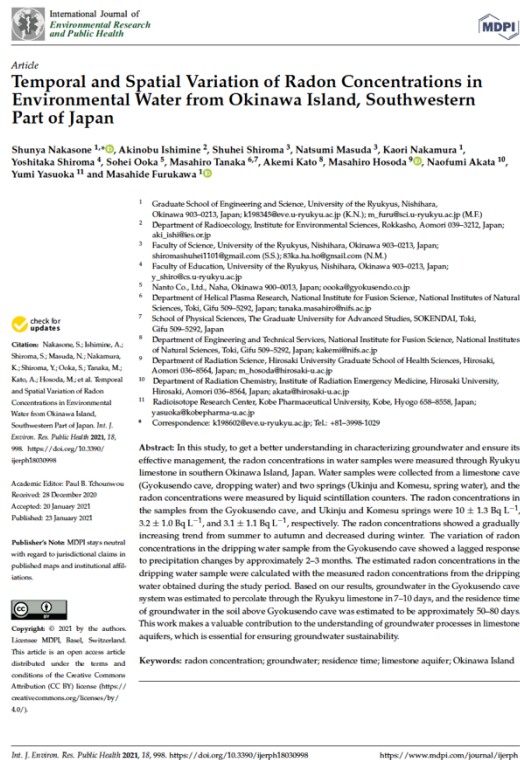 International Journal of
Environmental Research
and Public Health
MDPI
Article
Temporal and Spatial Variation of Radon Concentrations in
Environmental Water from Okinawa Island, Southwestern
Part of Japan
Shunya Nakasone 1,*, Akinobu Ishimine 2, Shuhei Shiroma 3, Natsumi Masuda 3, Kaori Nakamura 1,
Yoshitaka Shiroma 4, Sohei Ooka 5, Masahiro Tanaka 6,7, Akemi Kato 8, Masahiro Hosoda 9, Naofumi Akata 10,
Yumi Yasuoka 11 and Masahide Furukawa 1
1 Graduate School of Engineering and Science, University of the Ryukyus, Nishihara,
Okinawa 903-0213, Japan; k198345@eve.u-ryukyu.ac.jp (K.N.); m_furu@sci.u-ryukyu.ac.jp (M.F.)
2 Department of Radioecology, Institute for Environmental Sciences, Rokkasho, Aomori 039-3212, Japan;
aki_ishi@ies.or.jp
3 Faculty of Science, University of the Ryukyus, Nishihara, Okinawa 903-0213, Japan;
shiromashuhei1101@gmail.com (S.S.); 83ka.ha.ho@gmail.com (N.M.)
4 Faculty of Education, University of the Ryukyus, Nishihara, Okinawa 903-0213, Japan;
y_shiro@cs.u-ryukyu.ac.jp
5 Nanto Co., Ltd., Naha, Okinawa 900-0013, Japan; oooka@gyokusendo.co.jp
6 Department of Helical Plasma Research, National Institute for Fusion Science, National Institutes of Natural
Sciences, Toki, Gifu 509-5292, Japan; tanaka.masahiro@nifs.ac.jp
7 School of Physical Sciences, The Graduate University for Advanced Studies, SOKENDAI, Toki,
Gifu 509-5292, Japan
8 Department of Engineering and Technical Services, National Institute for Fusion Science, National Institutes
of Natural Sciences, Toki, Gifu 509-5292, Japan; kakemi@nifs.ac.jp
9 Department of Radiation Science, Hirosaki University Graduate School of Health Sciences, Hirosaki,
Aomori 036-8564, Japan; m_hosoda@hirosaki-u.ac.jp
10 Department of Radiation Chemistry, Institute of Radiation Emergency Medicine, Hirosaki University,
Hirosaki, Aomori 036-8564, Japan; akata@hirosaki-u.ac.jp
11 Radioisotope Research Center, Kobe Pharmaceutical University, Kobe, Hyogo 658-8558, Japan;
yasuoka@kobepharma-u.ac.jp
* Correspondence: k198602@eve.u-ryukyu.ac.jp; Tel.: +81-3998-1029
check for
updates
Citation: Nakasone, S.; Ishimine, A.;
Shiroma, S.; Masuda, N.; Nakamura,
K.; Shiroma, Y.; Ooka, S.; Tanaka, M.;
Kato, A.; Hosoda, M.; et al. Temporal
and Spatial Variation of Radon
Concentrations in Environmental
Water from Okinawa Island,
Southwestern Part of Japan. Int. J.
Environ. Res. Public Health 2021, 18,
998. https://doi.org/10.3390/
ijerph18030998
Academic Editor: Paul B. Tchounwou
Received: 28 December 2020
Accepted: 20 January 2021
Published: 23 January 2021
Publisher's Note: MDPI stays neutral
with regard to jurisdictional claims in
published maps and institutional affil-
iations.
CC BY
Copyright: © 2021 by the authors.
Licensee MDPI, Basel, Switzerland.
This article is an open access article
distributed under the terms and
conditions of the Creative Commons
Attribution (CC BY) license (https://
creativecommons.org/licenses/by/
4.0/).
Abstract: In this study, to get a better understanding in characterizing groundwater and ensure its
effective management, the radon concentrations in water samples were measured through Ryukyu
limestone in southern Okinawa Island, Japan. Water samples were collected from a limestone cave
(Gyokusendo cave, dropping water) and two springs (Ukinju and Komesu, spring water), and the
radon concentrations were measured by liquid scintillation counters. The radon concentrations in
the samples from the Gyokusendo cave, and Ukinju and Komesu springs were 10 ± 1.3 Bq L−1,
3.2 ± 1.0 Bq L−1, and 3.1 ± 1.1 Bq L−1, respectively. The radon concentrations showed a gradually
increasing trend from summer to autumn and decreased during winter. The variation of radon
concentrations in the dripping water sample from the Gyokusendo cave showed a lagged response
to precipitation changes by approximately 2–3 months. The estimated radon concentrations in the
dripping water sample were calculated with the measured radon concentrations from the dripping
water obtained during the study period. Based on our results, groundwater in the Gyokusendo cave
system was estimated to percolate through the Ryukyu limestone in 7–10 days, and the residence time
of groundwater in the soil above Gyokusendo cave was estimated to be approximately 50–80 days.
This work makes a valuable contribution to the understanding of groundwater processes in limestone
aquifers, which is essential for ensuring groundwater sustainability.
Keywords: radon concentration; groundwater; residence time; limestone aquifer; Okinawa Island
Int. J. Environ. Res. Public Health 2021, 18, 998. https://doi.org/10.3390/ijerph18030998
https://www.mdpi.com/journal/ijerph